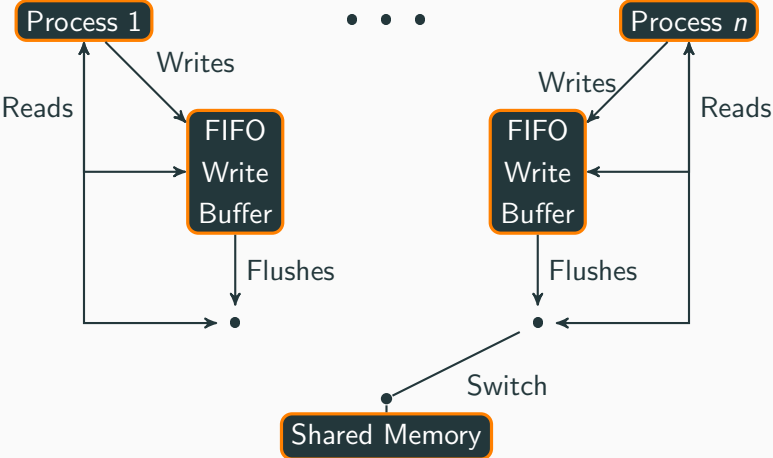 Process 1
Process n
Writes
Writes
Reads
Reads
FIFO
Write
Buffer
FIFO
Write
Buffer
Flushes
Flushes
Switch
Shared Memory